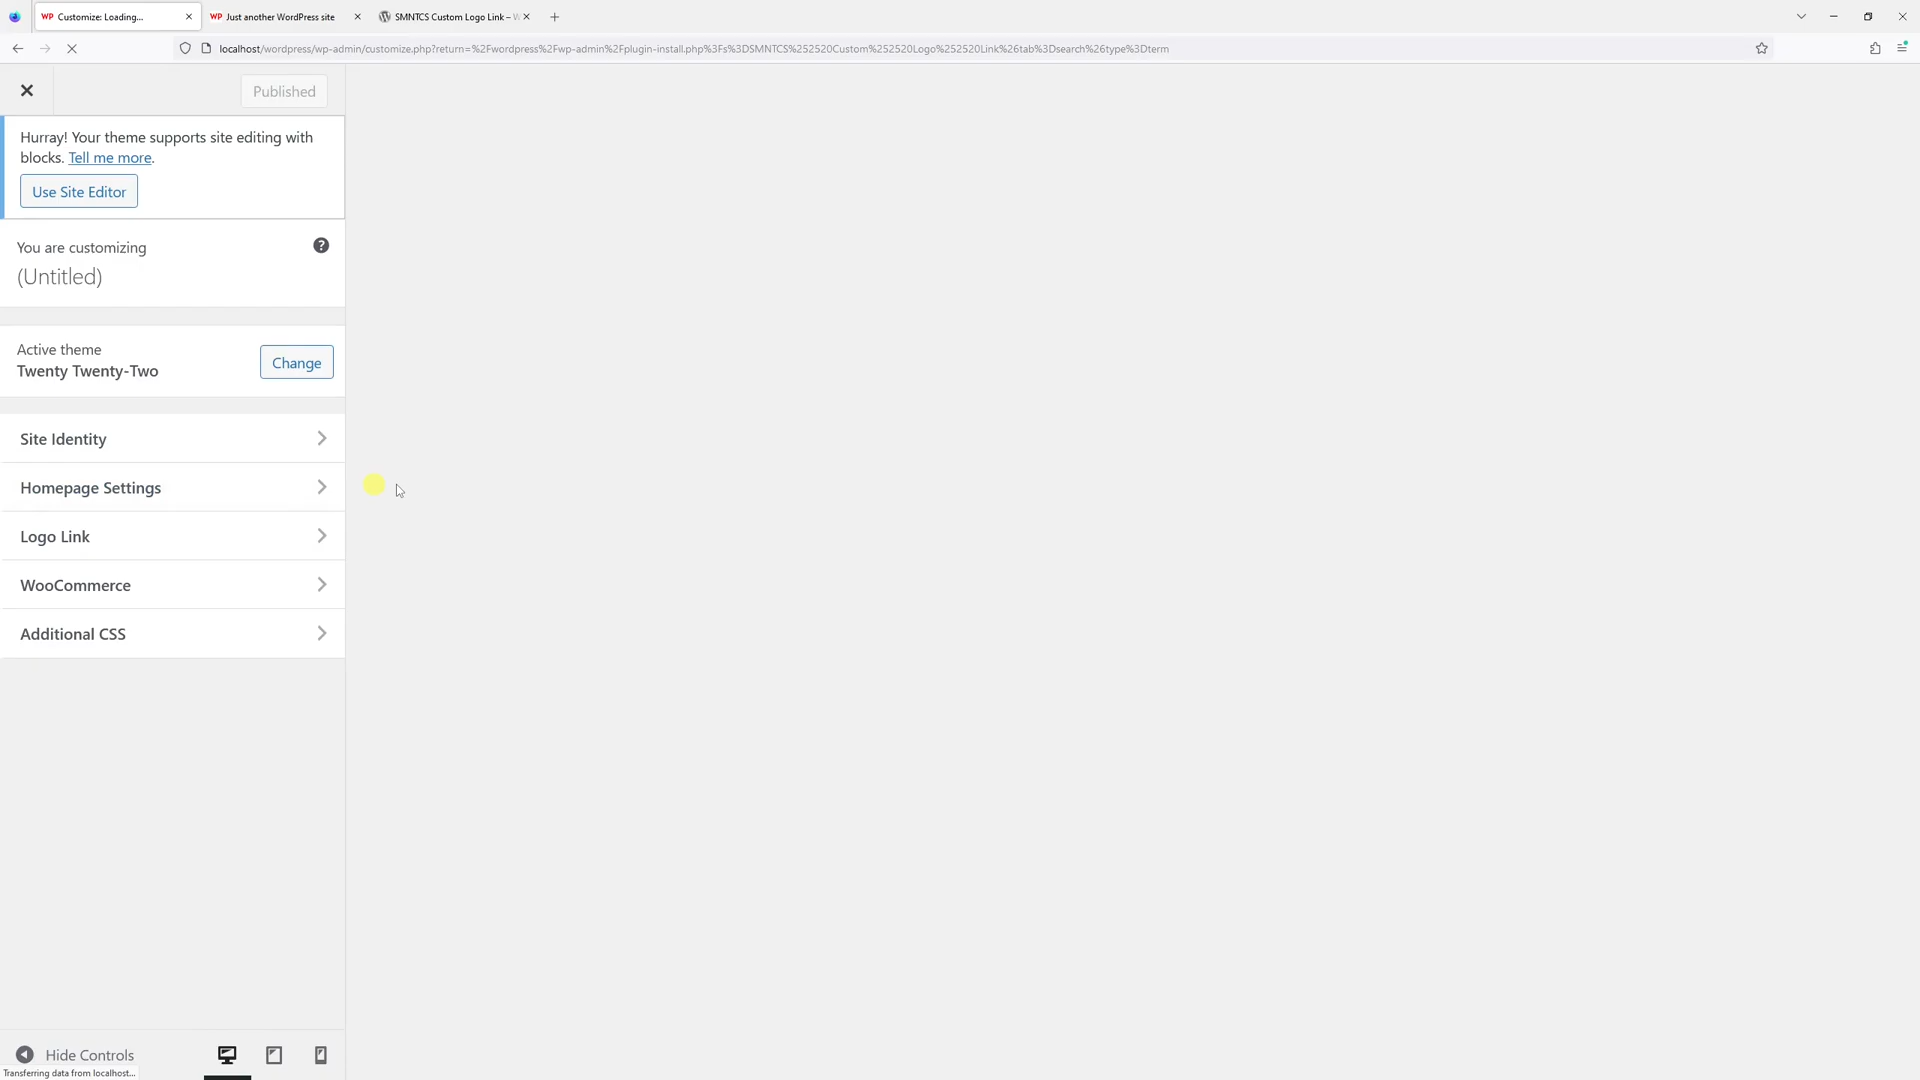 Customize: Loading...
Just another WordPress site
SMNTCS Custom Logo Link – W
localhost/wordpress/wp-admin/customize.php?return=%2Fwordpress%2Fwp-admin%2Fplugin-install.php%3Fs%3DSMNTCS%252520Custom%252520Logo%252520Link%26tab%3Dsearch%26type%3Dterm
Published
Hurray! Your theme supports site editing with
blocks. Tell me more.
Use Site Editor
You are customizing
(Untitled)
Active theme
Twenty Twenty-Two
Change
Site Identity
Homepage Settings
Logo Link
WooCommerce
Additional CSS
Hide Controls
Transferring data from localhost...